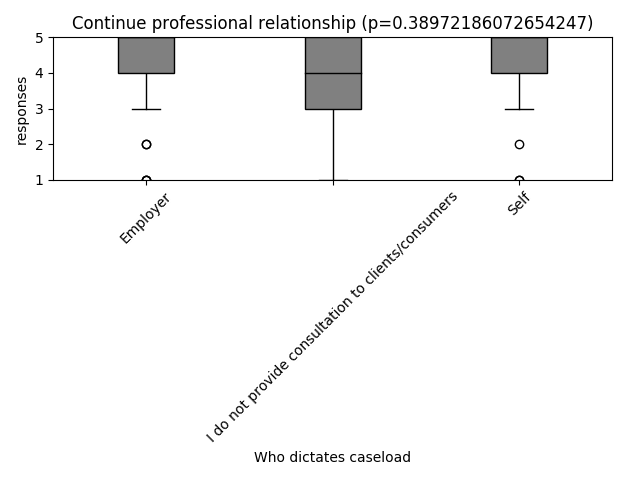 Continue professional relationship (p=0.38972186072654247)
5
4
3
2
1
responses
Employer
I do not provide consultation to clients/consumers
Self
Who dictates caseload